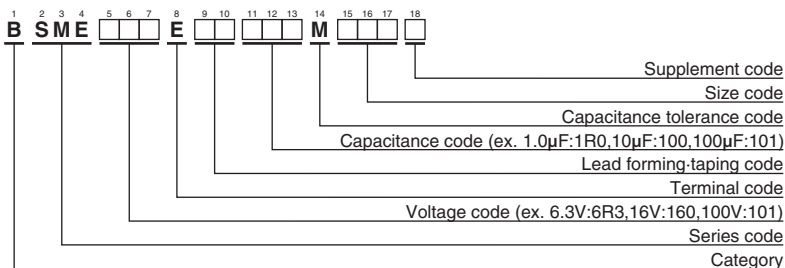 1 2 3 4 5 6 7 8 9 10 11 12 13 14 15 16 17 18
B SME □□□ E □□ □□□ M □□□ □
Supplement code
Size code
Capacitance tolerance code
Capacitance code (ex. 1.0μF:1R0,10μF:100,100μF:101)
Lead forming·taping code
Terminal code
Voltage code (ex. 6.3V:6R3,16V:160,100V:101)
Series code
Category